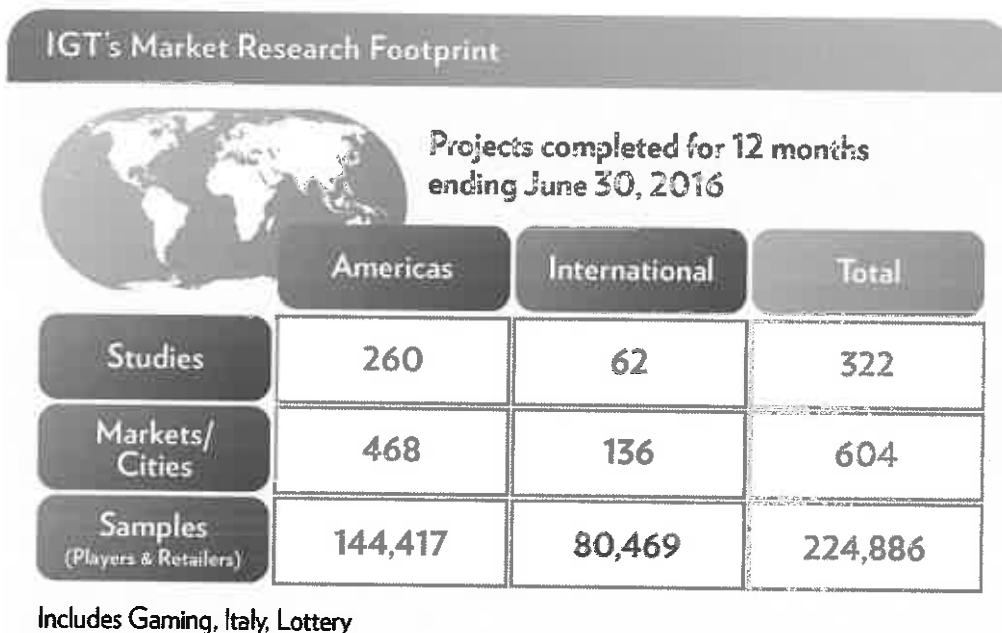 IGT's Market Research Footprint
Projects completed for 12 months
ending June 30, 2016
Americas International Total
Studies 260 62 322
Markets/
Cities 468 136 604
Samples
(Players & Retailers) 144,417 80,469 224,886
Includes Gaming, Italy, Lottery